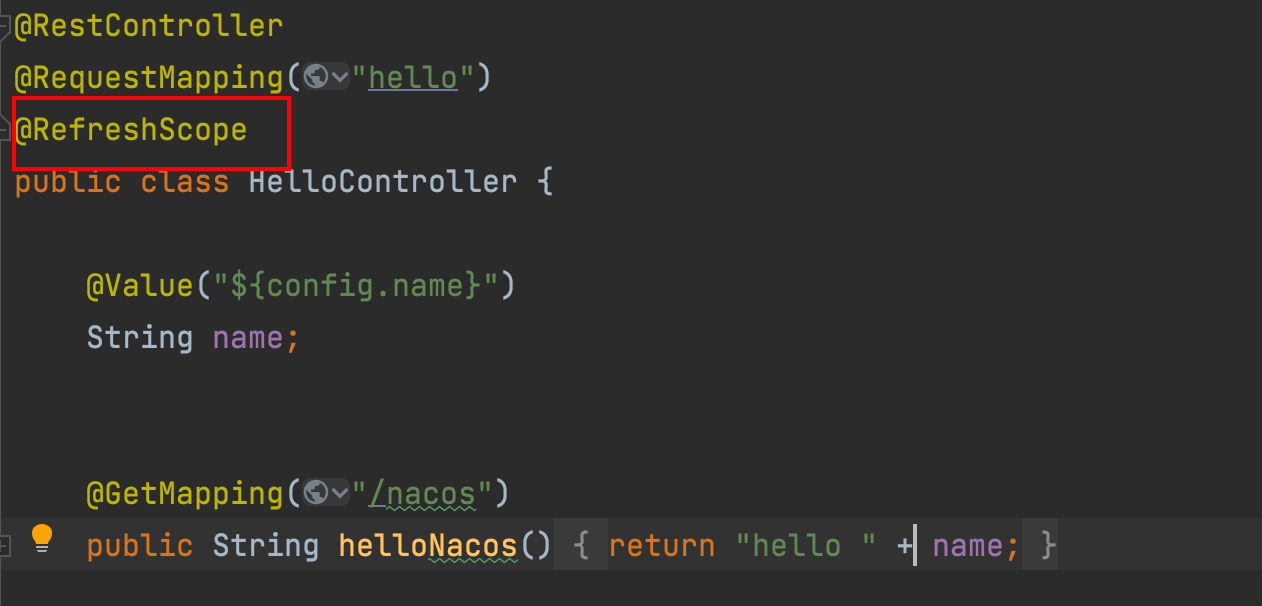 @RestController
@RequestMapping("hello")
@RefreshScope
public class HelloController {
@Value("${config.name}")
String name;
@GetMapping("/nacos")
public String helloNacos() { return "hello " + name; }